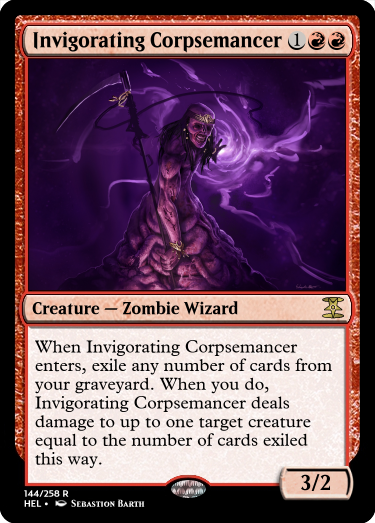 Invigorating Corpsemancer 1
Creature — Zombie Wizard
When Invigorating Corpsemancer
enters, exile any number of cards from
your graveyard. When you do,
Invigorating Corpsemancer deals
damage to up to one target creature
equal to the number of cards exiled
this way.
3/2
144/258 R
HEL • Sebastion Barth